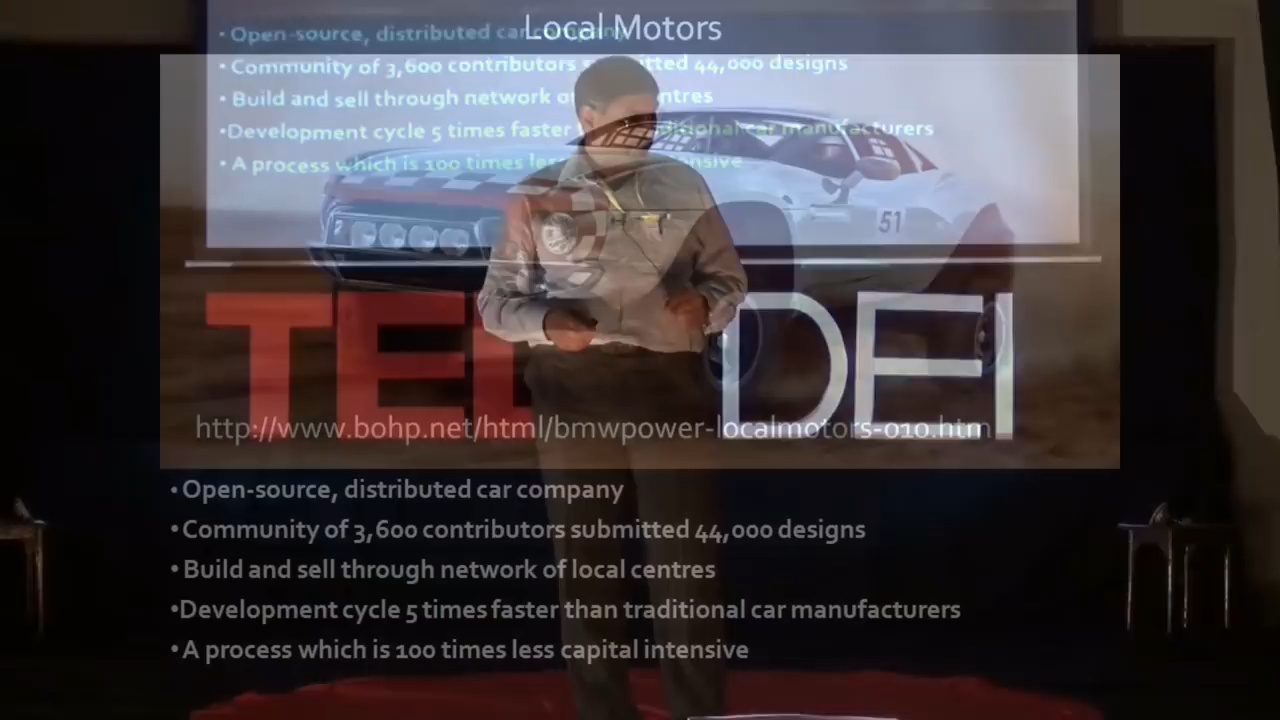 Local Motors
• Open-source, distributed car company
• Community of 3,600 contributors submitted 44,000 designs
• Build and sell through network of centres
•Development cycle 5 times faster traditional car manufacturers
• A process which is 100 times less intensive
51
TED DEI
http://www.bohp.net/html/bmwpower-localmotors-010.htm
• Open-source, distributed car company
• Community of 3,600 contributors submitted 44,000 designs
• Build and sell through network of local centres
•Development cycle 5 times faster than traditional car manufacturers
• A process which is 100 times less capital intensive